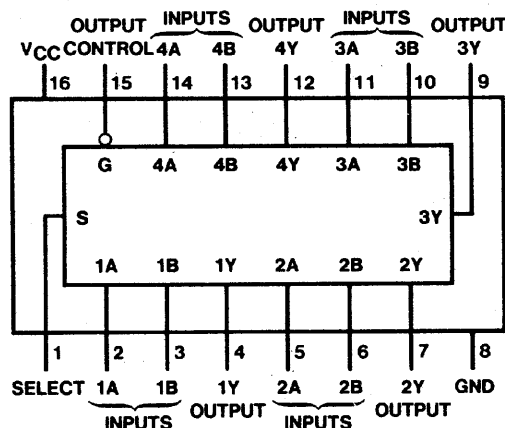 OUTPUT INPUTS OUTPUT INPUTS OUTPUT
VCC CONTROL 4A 4B 4Y 3A 3B 3Y
16 15 14 13 12 11 10 9
G 4A 4B 4Y 3A 3B
S 3Y
1A 1B 1Y 2A 2B 2Y
1 2 3 4 5 6 7 8
SELECT 1A 1B 1Y 2A 2B 2Y GND
INPUTS OUTPUT INPUTS OUTPUT